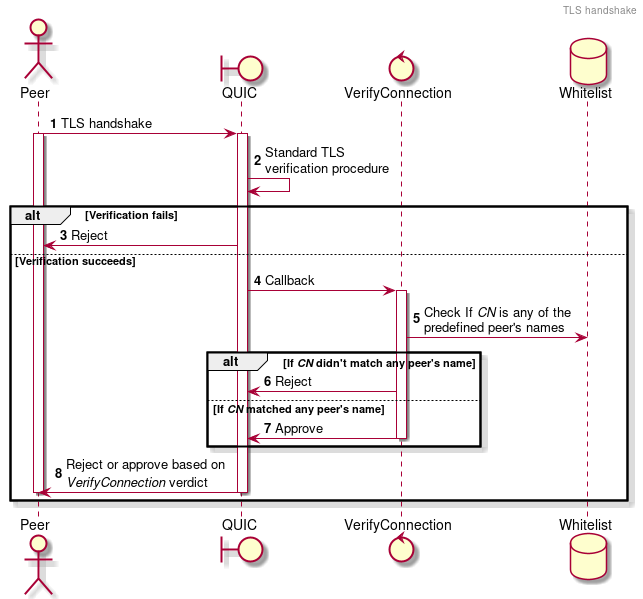 TLS handshake
Peer
QUIC
VerifyConnection
Whitelist
1 TLS handshake
2 Standard TLS
verification procedure
alt [Verification fails]
3 Reject
[Verification succeeds]
4 Callback
5 Check If CN is any of the
predefined peer's names
alt [If CN didn't match any peer's name]
6 Reject
[If CN matched any peer's name]
7 Approve
8 Reject or approve based on
VerifyConnection verdict
Peer
QUIC
VerifyConnection
Whitelist